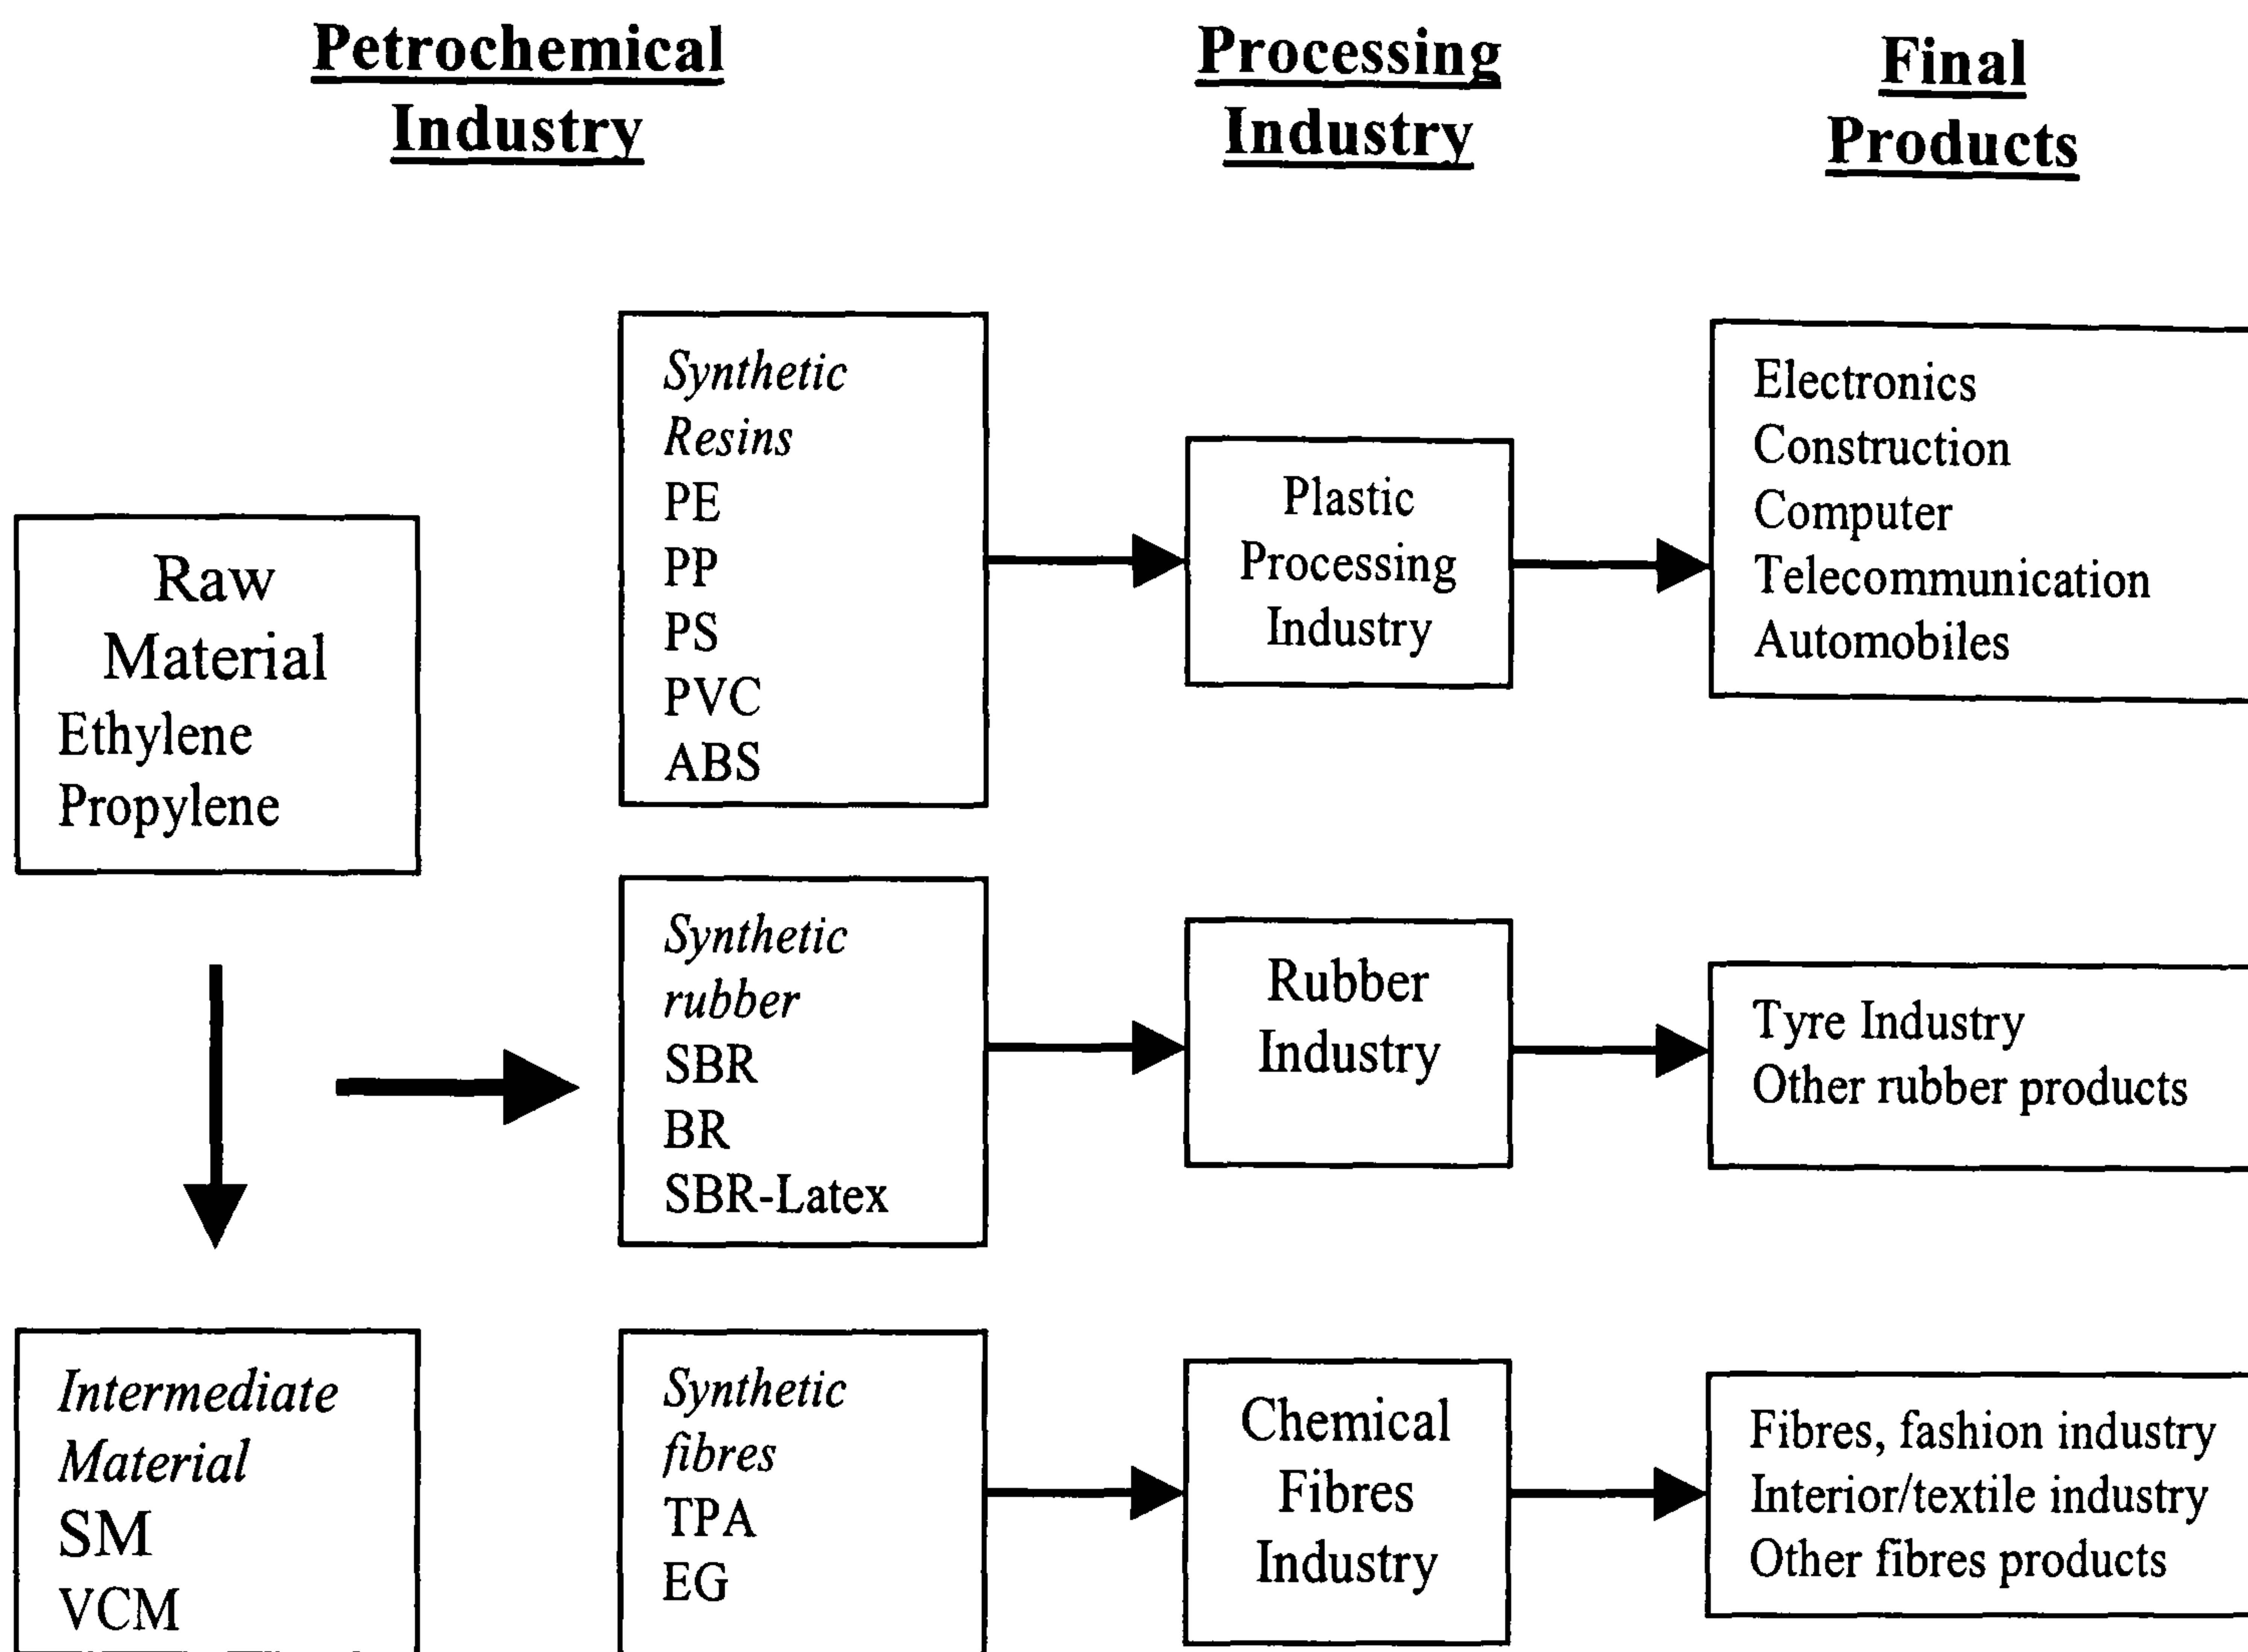 Petrochemical
Industry
Processing
Industry
Final
Products
Raw
Material
Ethylene
Propylene
Intermediate
Material
SM
VCM
Synthetic
Resins
PE
PP
PS
PVC
ABS
Synthetic
rubber
SBR
BR
SBR-Latex
Synthetic
fibres
TPA
EG
Plastic
Processing
Industry
Rubber
Industry
Chemical
Fibres
Industry
Electronics
Construction
Computer
Telecommunication
Automobiles
Tyre Industry
Other rubber products
Fibres, fashion industry
Interior/textile industry
Other fibres products